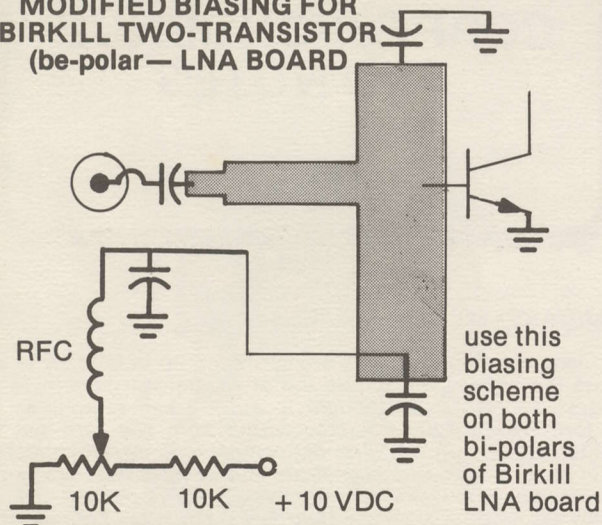 MODIFIED BIASING FOR
BIRKILL TWO-TRANSISTOR
(be-polar— LNA BOARD
use this
biasing
scheme
on both
bi-polars
of Birkill
LNA board
RFC
10K 10K +10 VDC